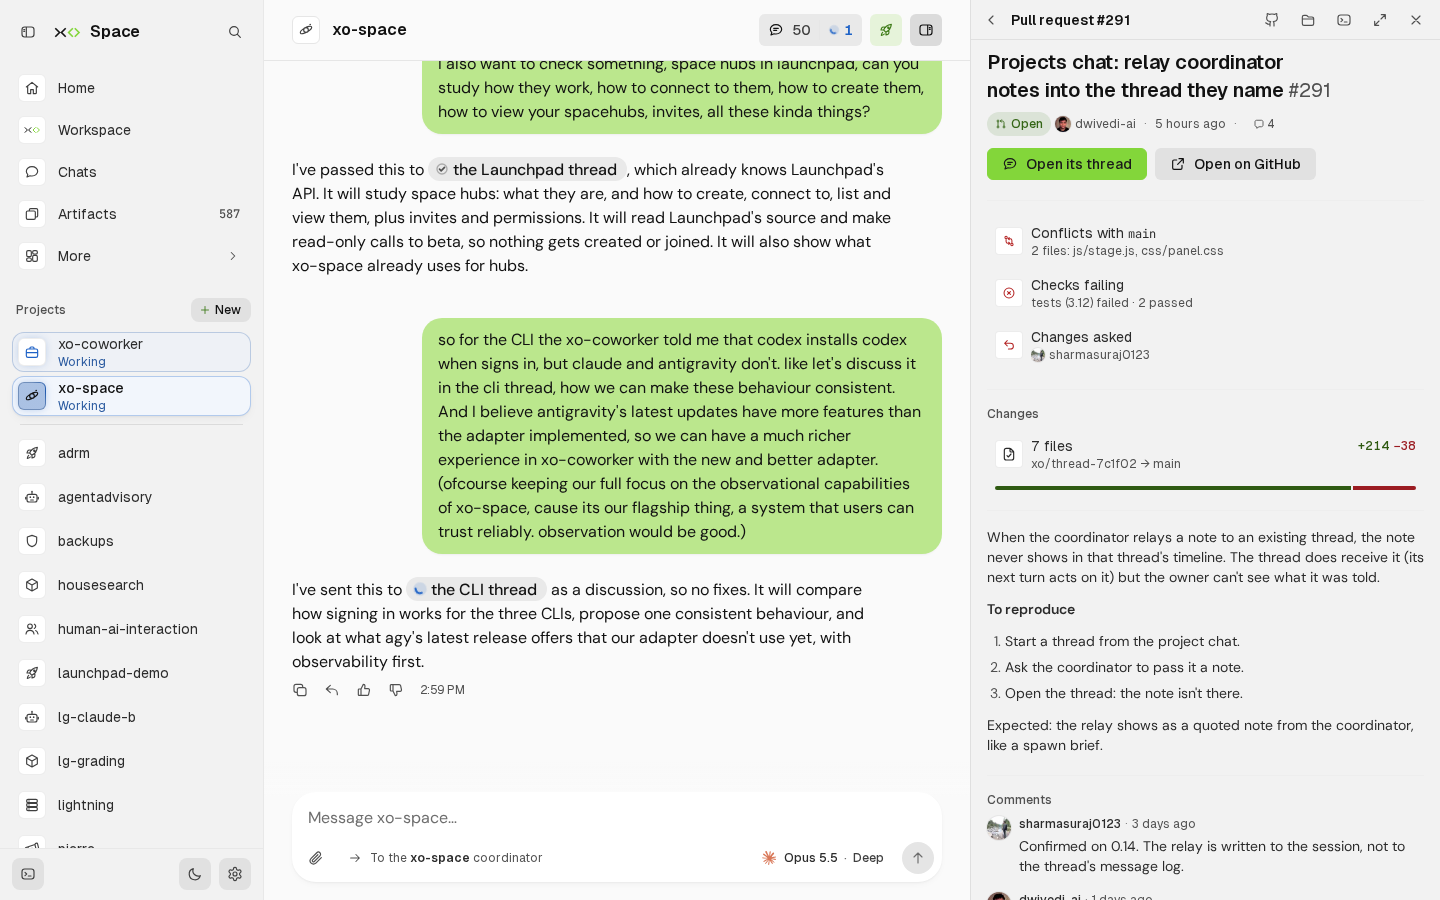 Space
Home
Workspace
Chats
Artifacts 587
More
Projects
New
xo-coworker
Working
xo-space
Working
adrm
agentadvisory
backups
housesearch
human-ai-interaction
launchpad-demo
lg-claude-b
lg-grading
lightning
xo-space
50 1
I also want to check something, space hubs in launchpad, can you
study how they work, how to connect to them, how to create them,
how to view your spacehubs, invites, all these kinda things?
I've passed this to the Launchpad thread, which already knows Launchpad's
API. It will study space hubs: what they are, and how to create, connect to, list and
view them, plus invites and permissions. It will read Launchpad's source and make
read-only calls to beta, so nothing gets created or joined. It will also show what
xo-space already uses for hubs.
so for the CLI the xo-coworker told me that codex installs codex
when signs in, but claude and antigravity don't. like let's discuss it
in the cli thread, how we can make these behaviour consistent.
And I believe antigravity's latest updates have more features than
the adapter implemented, so we can have a much richer
experience in xo-coworker with the new and better adapter.
(ofcourse keeping our full focus on the observational capabilities
of xo-space, cause its our flagship thing, a system that users can
trust reliably. observation would be good.)
I've sent this to the CLI thread as a discussion, so no fixes. It will compare
how signing in works for the three CLIs, propose one consistent behaviour, and
look at what agy's latest release offers that our adapter doesn't use yet, with
observability first.
2:59 PM
Message xo-space...
→ To the xo-space coordinator
Opus 5.5 · Deep
Pull request #291
Projects chat: relay coordinator
notes into the thread they name #291
Open dwivedi-ai · 5 hours ago · 4
Open its thread
Open on GitHub
Conflicts with main
2 files: js/stage.js, css/panel.css
Checks failing
tests (3.12) failed · 2 passed
Changes asked
sharmasuraj0123
Changes
7 files +214 −38
xo/thread-7c1f02 → main
When the coordinator relays a note to an existing thread, the note
never shows in that thread's timeline. The thread does receive it (its
next turn acts on it) but the owner can't see what it was told.
To reproduce
1. Start a thread from the project chat.
2. Ask the coordinator to pass it a note.
3. Open the thread: the note isn't there.
Expected: the relay shows as a quoted note from the coordinator,
like a spawn brief.
Comments
sharmasuraj0123 · 3 days ago
Confirmed on 0.14. The relay is written to the session, not to
the thread's message log.
dwivedi-ai · 1 days ago